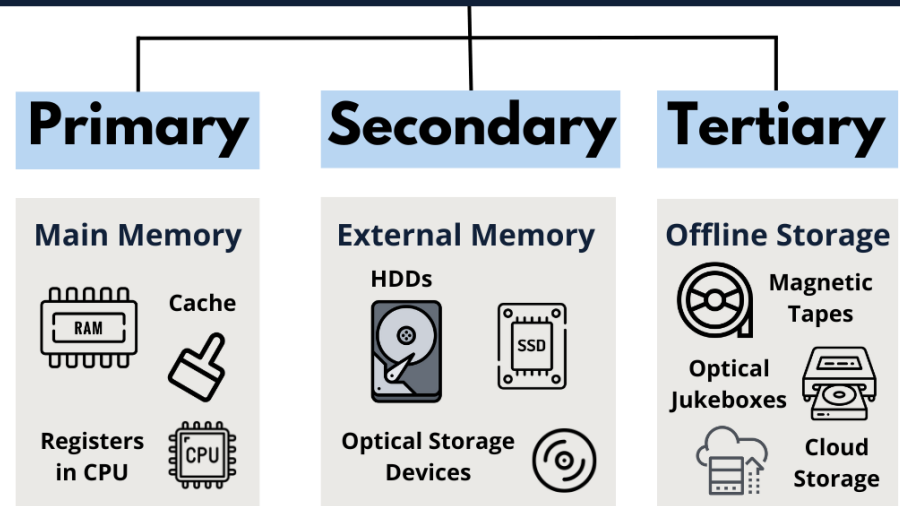 Primary
Secondary
Tertiary
Main Memory
RAM
Cache
Registers
in CPU
CPU
External Memory
HDDs
SSD
Optical Storage
Devices
Offline Storage
Magnetic
Tapes
Optical
Jukeboxes
Cloud
Storage